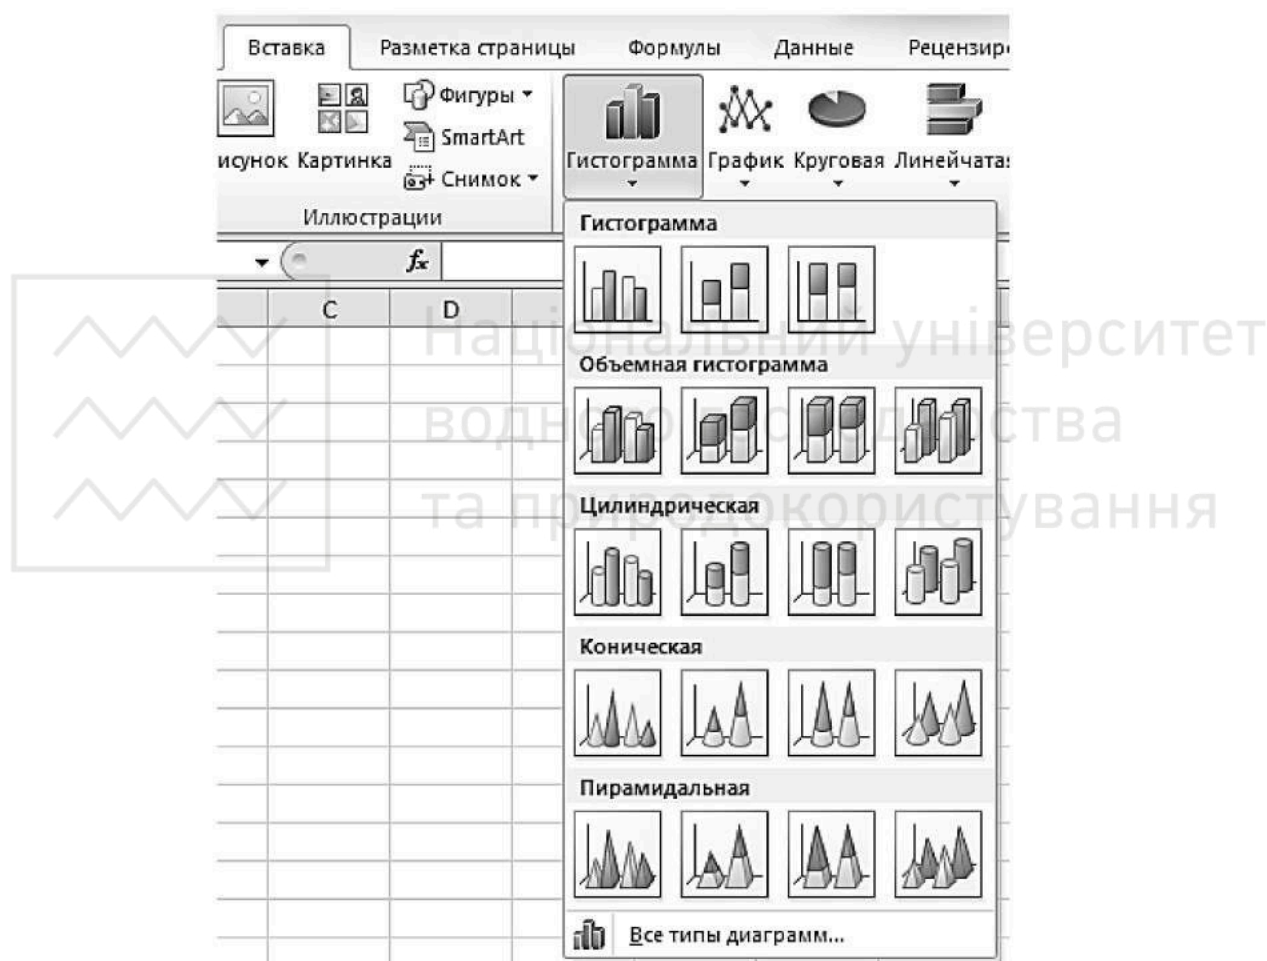 Вставка Разметка страницы Формулы Данные Рецензир
исунок Картинка Фигуры SmartArt Снимок
Гистограмма График Круговая Линейчатая
Иллюстрации
Гистограмма
fx
C D
Національний університет
Объемная гистограмма
водного господарства
Цилиндрическая
та природокористування
Коническая
Пирамидальная
Все типы диаграмм...